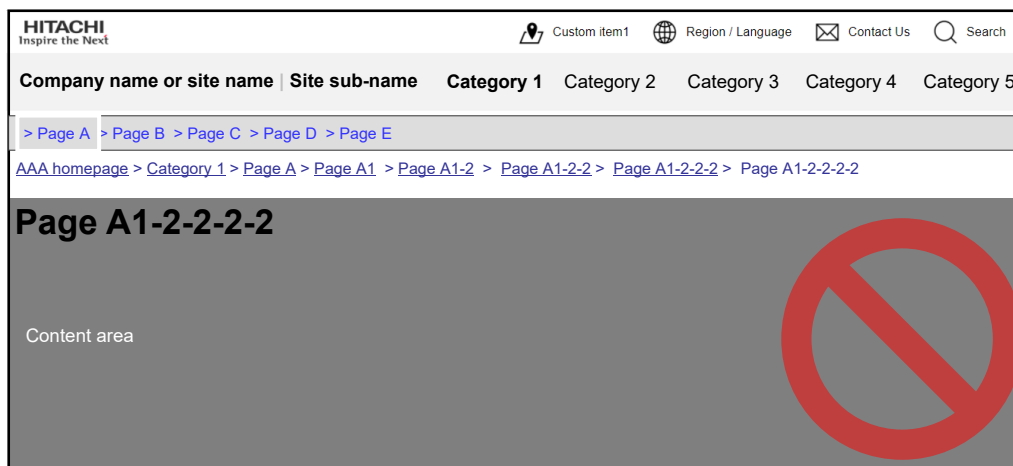 HITACHI
Inspire the Next
Custom item1 Region / Language Contact Us Search
Company name or site name | Site sub-name Category 1 Category 2 Category 3 Category 4 Category 5
> Page A > Page B > Page C > Page D > Page E
AAA homepage > Category 1 > Page A > Page A1 > Page A1-2 > Page A1-2-2 > Page A1-2-2-2 > Page A1-2-2-2-2
Page A1-2-2-2-2
Content area